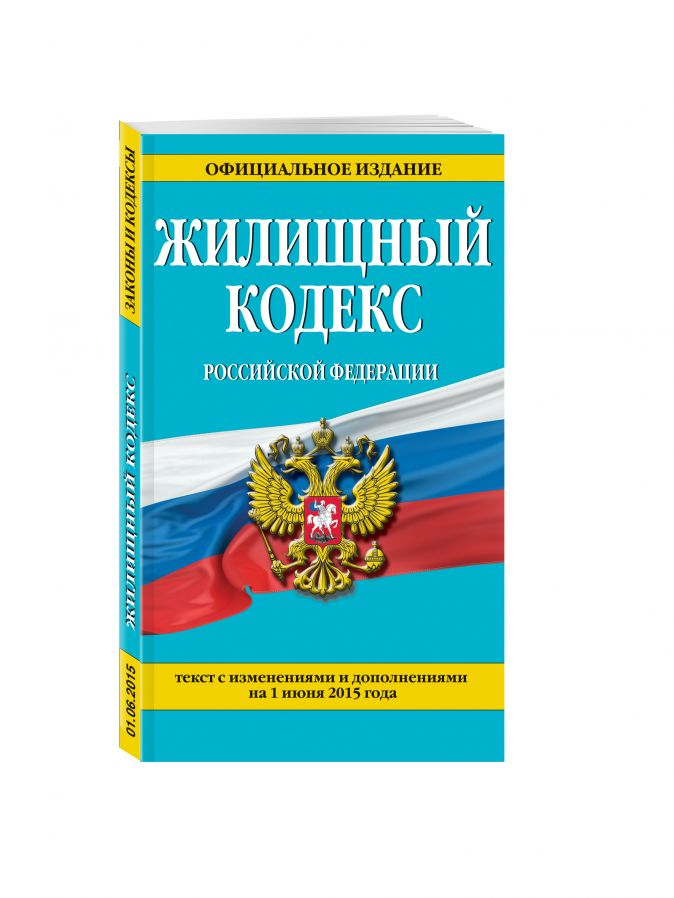 ОФИЦИАЛЬНОЕ ИЗДАНИЕ
ЖИЛИЩНЫЙ
КОДЕКС
РОССИЙСКОЙ ФЕДЕРАЦИИ
текст с изменениями и дополнениями
на 1 июня 2015 года
ЗАКОНЫ И КОДЕКСЫ
ЖИЛИЩНЫЙ КОДЕКС
01.06.2015